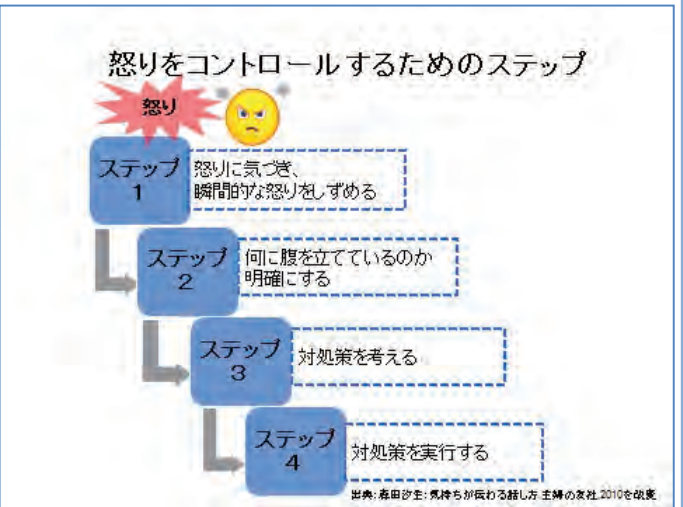 怒りをコントロールするためのステップ
怒り
ステップ
1
怒りに気づき、
瞬間的な怒りをしずめる
ステップ
2
何に腹を立てているのか
明確にする
ステップ
3
対処策を考える
ステップ
4
対処策を実行する
出典:森田汐生:気持ちが伝わる話し方 主婦の友社,2010を改変